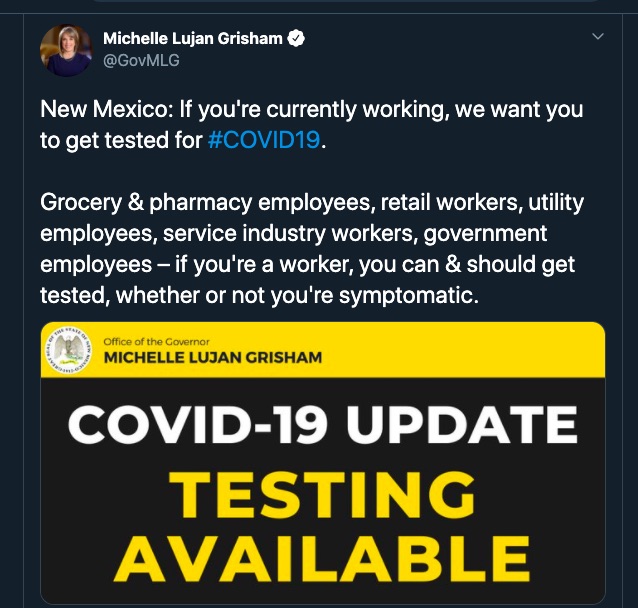 Michelle Lujan Grisham
@GovMLG
New Mexico: If you're currently working, we want you
to get tested for #COVID19.
Grocery & pharmacy employees, retail workers, utility
employees, service industry workers, government
employees – if you're a worker, you can & should get
tested, whether or not you're symptomatic.
Office of the Governor
MICHELLE LUJAN GRISHAM
COVID-19 UPDATE
TESTING
AVAILABLE